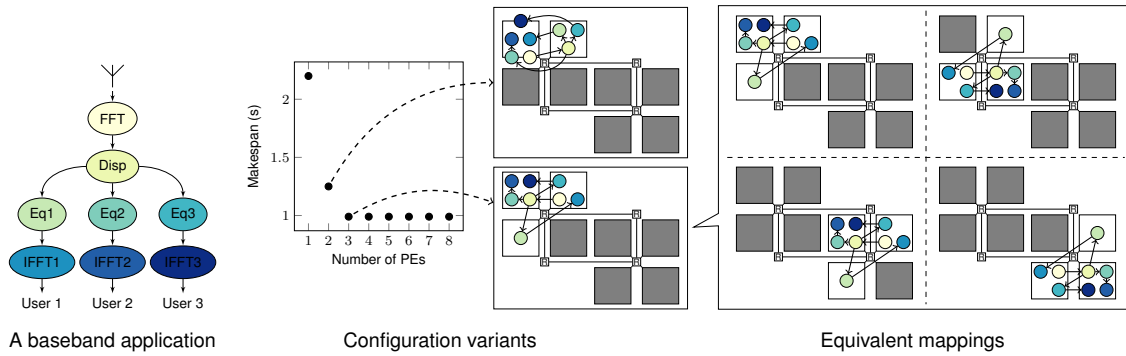 FFT
Disp
Eq1 Eq2 Eq3
IFFT1 IFFT2 IFFT3
User 1 User 2 User 3
A baseband application
Makespan (s)
2
1.5
1
1 2 3 4 5 6 7 8
Number of PEs
R R
R R
R R
R R
Configuration variants
R R R R
R R R R
R R R R
R R R R
Equivalent mappings